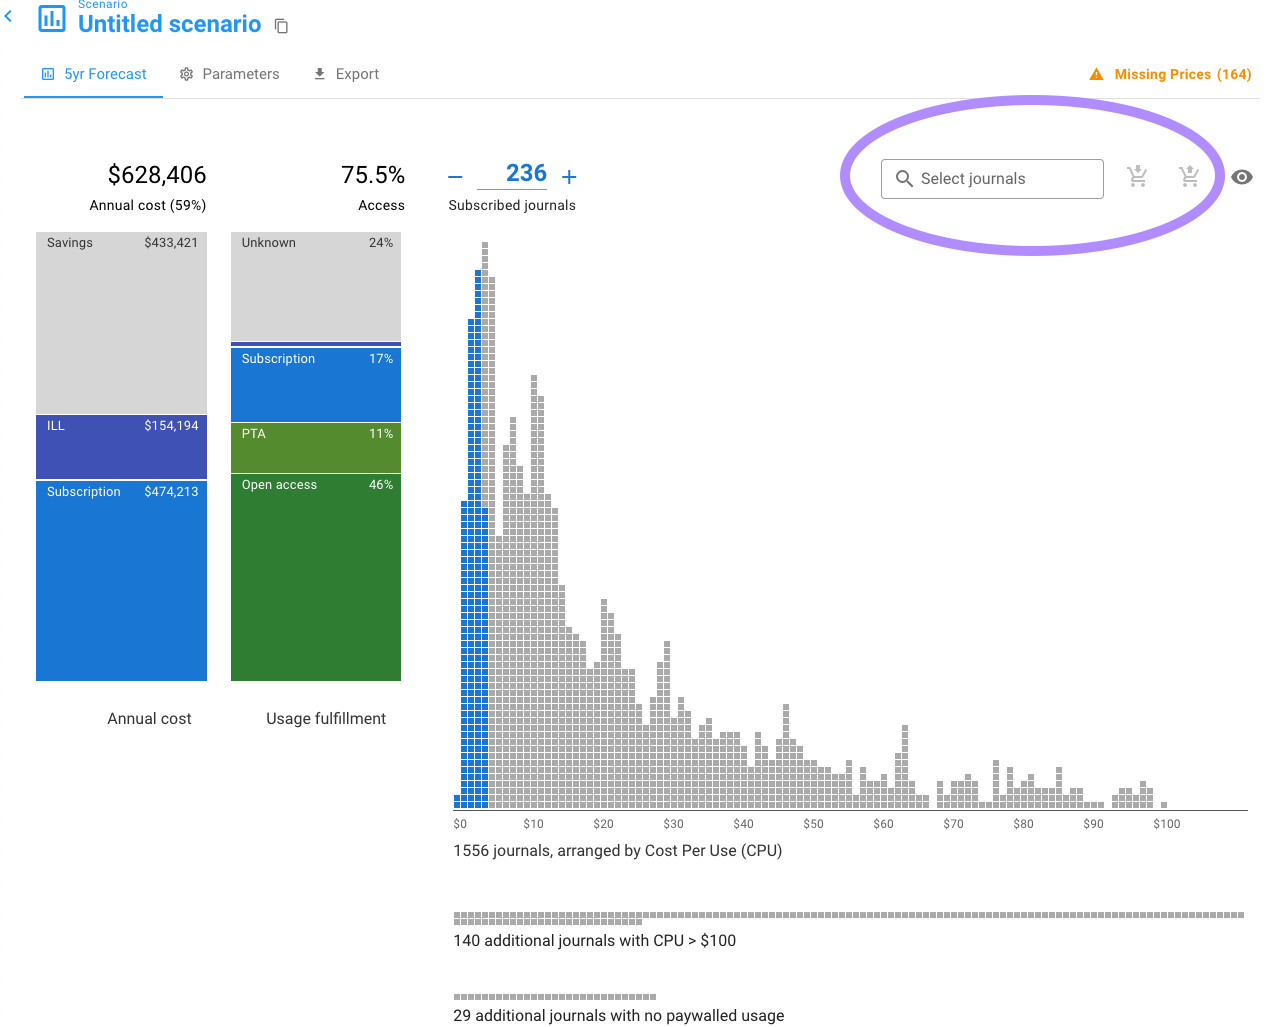 Scenario
Untitled scenario
5yr Forecast
Parameters
Export
Missing Prices (164)
$628,406
Annual cost (59%)
75.5%
Access
236
Subscribed journals
Select journals
Savings $433,421
ILL $154,194
Subscription $474,213
Annual cost
Unknown 24%
Subscription 17%
PTA 11%
Open access 46%
Usage fulfillment
$0 $10 $20 $30 $40 $50 $60 $70 $80 $90 $100
1556 journals, arranged by Cost Per Use (CPU)
140 additional journals with CPU > $100
29 additional journals with no paywalled usage